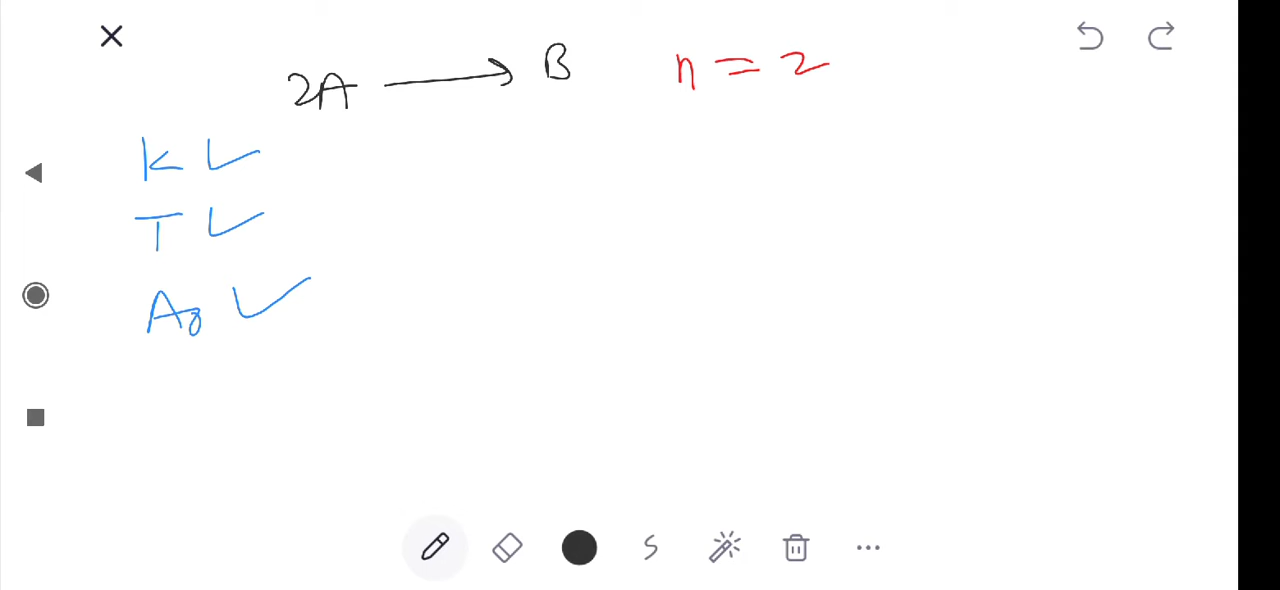 2A → B n = 2
K ✓
T ✓
A₀ ✓